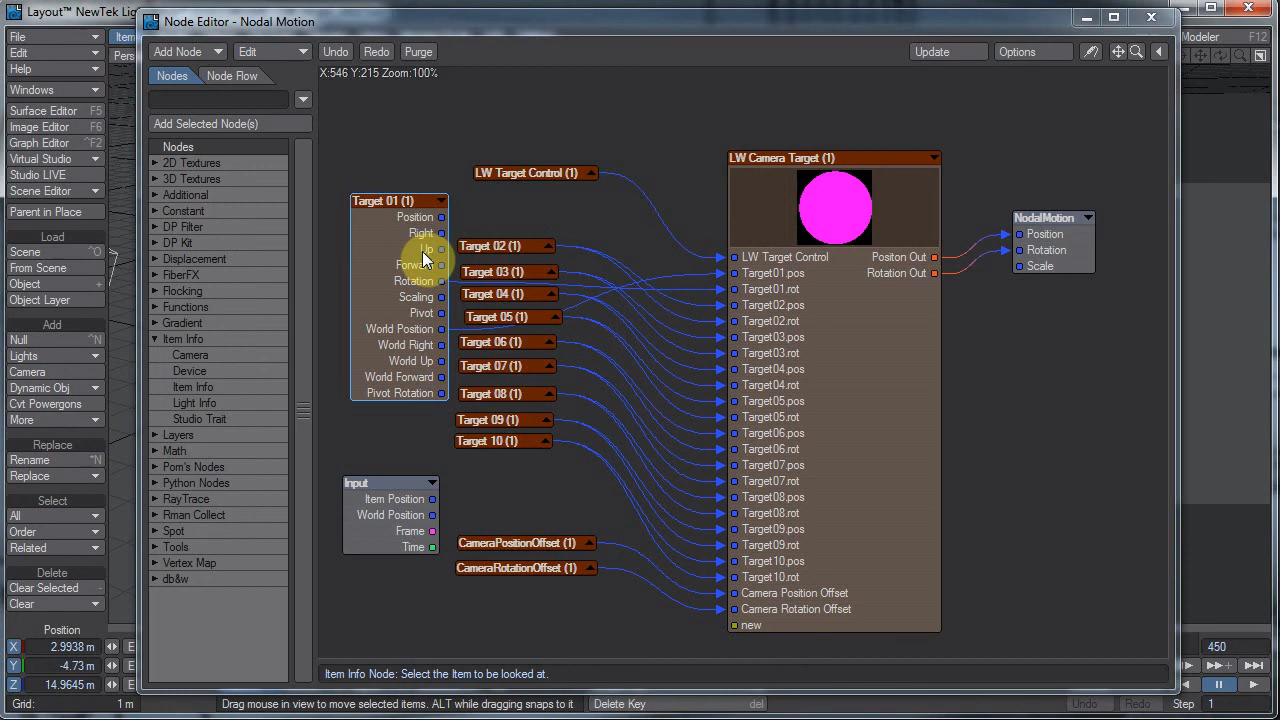 Layout™ NewTek Li
Node Editor - Nodal Motion
File
Edit
Help
Windows
Surface Editor F5
Image Editor F6
Graph Editor ^F2
Virtual Studio
Studio LIVE
Scene Editor
Parent in Place
Load
Scene ^O
From Scene
Object +
Object Layer
Add
Null ^N
Lights
Camera
Dynamic Obj
Cvt Powergons
More
Replace
Rename *N
Replace
Select
All
Order
Related
Delete
Clear Selected -
Clear
Position
X 2.9938 m E
Y -4.73 m E
Z 14.9645 m E
Grid: 1 m
Item
Pers
Add Node
Edit
Undo
Redo
Purge
Update
Options
Nodes
Node Flow
X:546 Y:215 Zoom:100%
Add Selected Node(s)
Nodes
2D Textures
3D Textures
Additional
Constant
DP Filter
DP Kit
Displacement
FiberFX
Flocking
Functions
Gradient
Item Info
Camera
Device
Item Info
Light Info
Studio Trait
Layers
Math
Pom's Nodes
Python Nodes
RayTrace
Rman Collect
Spot
Tools
Vertex Map
db&w
LW Target Control (1)
Target 01 (1)
Position
Right
Up
Forward
Rotation
Scaling
Pivot
World Position
World Right
World Up
World Forward
Pivot Rotation
Target 02 (1)
Target 03 (1)
Target 04 (1)
Target 05 (1)
Target 06 (1)
Target 07 (1)
Target 08 (1)
Target 09 (1)
Target 10 (1)
Input
Item Position
World Position
Frame
Time
CameraPositionOffset (1)
CameraRotationOffset (1)
LW Camera Target (1)
LW Target Control Positon Out
Target01.pos Rotation Out
Target01.rot
Target02.pos
Target02.rot
Target03.pos
Target03.rot
Target04.pos
Target04.rot
Target05.pos
Target05.rot
Target06.pos
Target06.rot
Target07.pos
Target07.rot
Target08.pos
Target08.rot
Target09.pos
Target09.rot
Target10.pos
Target10.rot
Camera Position Offset
Camera Rotation Offset
new
NodalMotion
Position
Rotation
Scale
Item Info Node: Select the Item to be looked at.
Modeler F12
450
Drag mouse in view to move selected items. ALT while dragging snaps to it
Delete Key del
Undo
Redo
Step 1